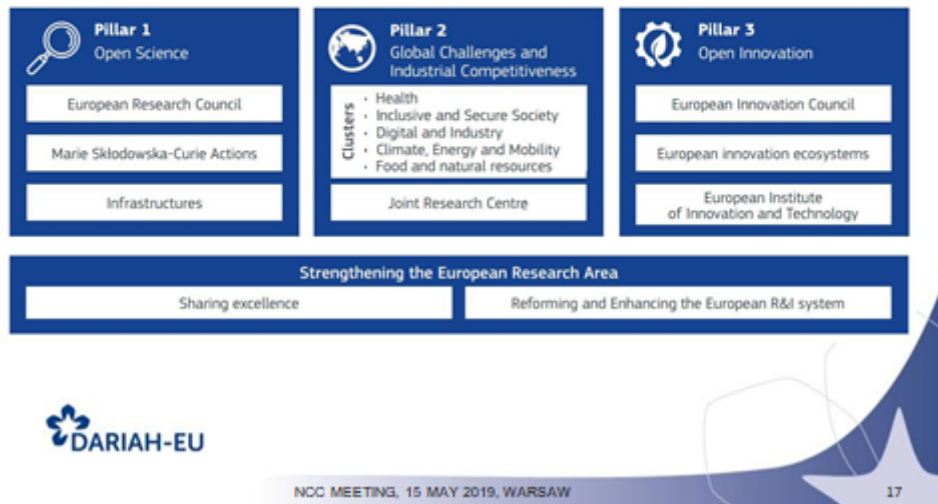 Pillar 1
Open Science
European Research Council
Marie Skłodowska-Curie Actions
Infrastructures
Pillar 2
Global Challenges and
Industrial Competitiveness
Clusters
· Health
· Inclusive and Secure Society
· Digital and Industry
· Climate, Energy and Mobility
· Food and natural resources
Joint Research Centre
Pillar 3
Open Innovation
European Innovation Council
European innovation ecosystems
European Institute
of Innovation and Technology
Strengthening the European Research Area
Sharing excellence
Reforming and Enhancing the European R&I system
DARIAH-EU
NCC MEETING, 15 MAY 2019, WARSAW
17